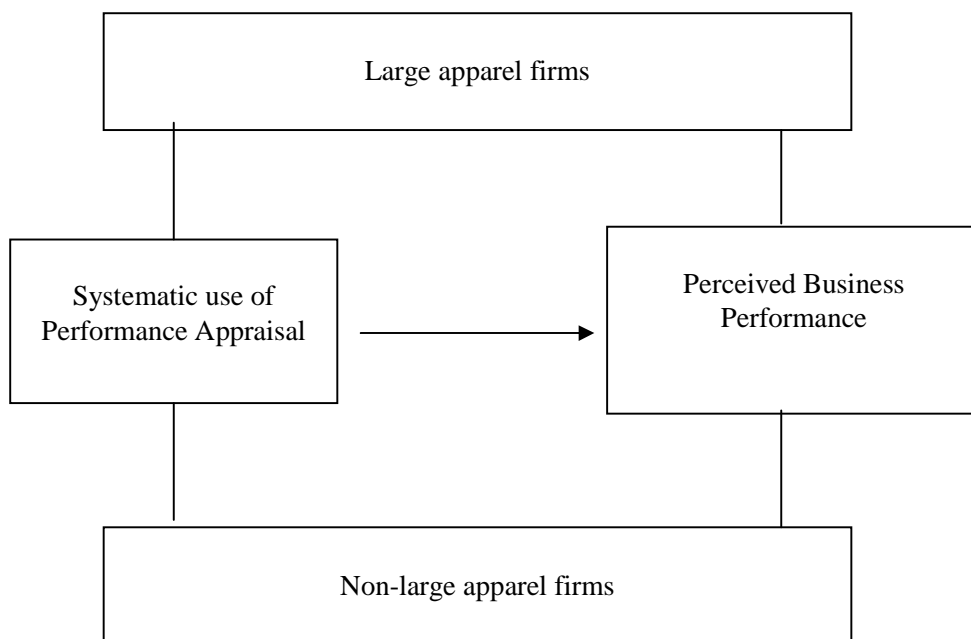 Large apparel firms
Systematic use of
Performance Appraisal
Perceived Business
Performance
Non-large apparel firms